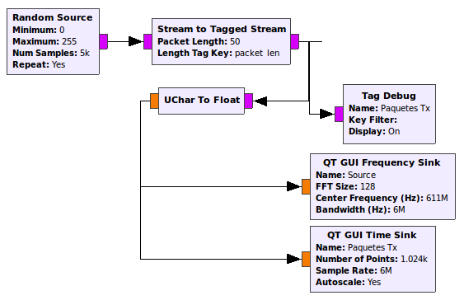 Random Source
Minimum: 0
Maximum: 255
Num Samples: 5k
Repeat: Yes
Stream to Tagged Stream
Packet Length: 50
Length Tag Key: packet_len
UChar To Float
Tag Debug
Name: Paquetes Tx
Key Filter:
Display: On
QT GUI Frequency Sink
Name: Source
FFT Size: 128
Center Frequency (Hz): 611M
Bandwidth (Hz): 6M
QT GUI Time Sink
Name: Paquetes Tx
Number of Points: 1.024k
Sample Rate: 6M
Autoscale: Yes